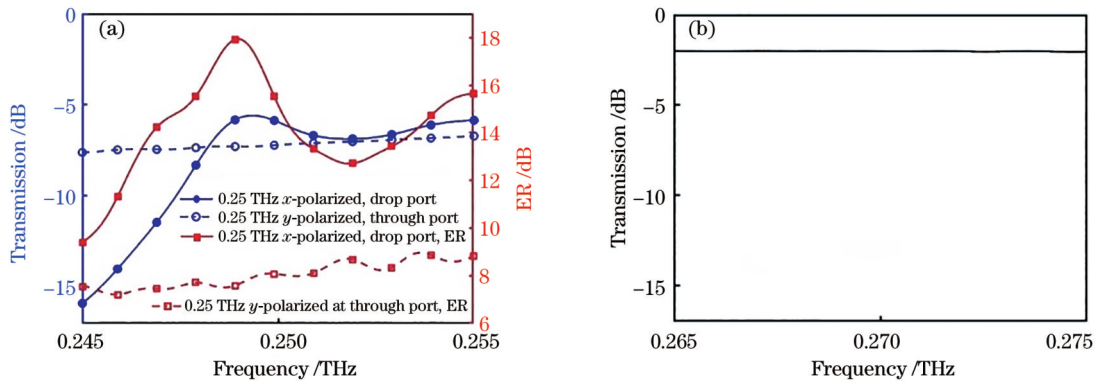 (a)
0
−5
−10
−15
Transmission /dB
18
16
14
12
10
8
6
ER /dB
0.25 THz x-polarized, drop port
0.25 THz y-polarized, through port
0.25 THz x-polarized, drop port, ER
0.25 THz y-polarized at through port, ER
0.245
0.250
0.255
Frequency /THz
(b)
0
−5
−10
−15
Transmission /dB
0.265
0.270
0.275
Frequency /THz